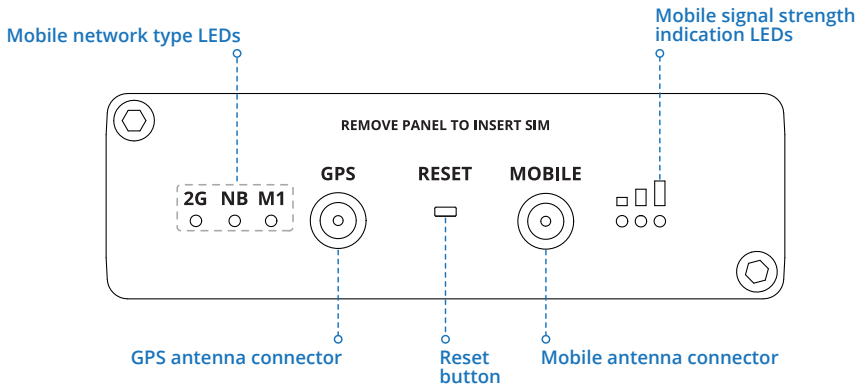 Mobile signal strength
indication LEDs
Mobile network type LEDs
REMOVE PANEL TO INSERT SIM
GPS RESET MOBILE
2G NB M1
GPS antenna connector
Reset
button
Mobile antenna connector